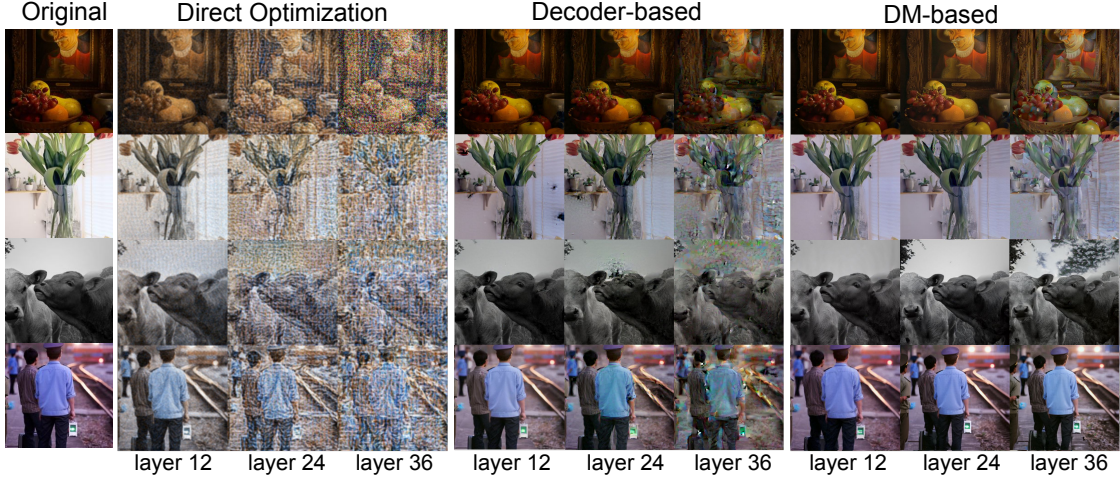 Original
Direct Optimization
Decoder-based
DM-based
layer 12
layer 24
layer 36
layer 12
layer 24
layer 36
layer 12
layer 24
layer 36